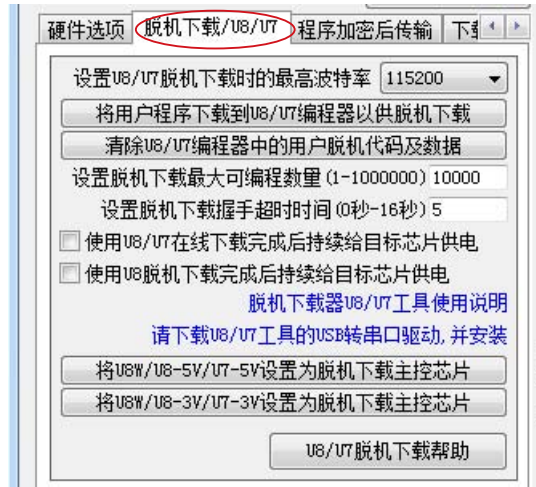 硬件选项 脱机下载/U8/U7 程序加密后传输
设置U8/U7脱机下载时的最高波特率 115200
将用户程序下载到U8/U7编程器以供脱机下载
清除U8/U7编程器中的用户脱机代码及数据
设置脱机下载最大可编程数量(1-1000000) 10000
设置脱机下载握手超时时间(0秒-16秒) 5
使用U8/U7在线下载完成后持续给目标芯片供电
使用U8脱机下载完成后持续给目标芯片供电
脱机下载器U8/U7工具使用说明
请下载U8/U7工具的USB转串口驱动,并安装
将U8W/U8-5V/U7-5V设置为脱机下载主控芯片
将U8W/U8-3V/U7-3V设置为脱机下载主控芯片
U8/U7脱机下载帮助